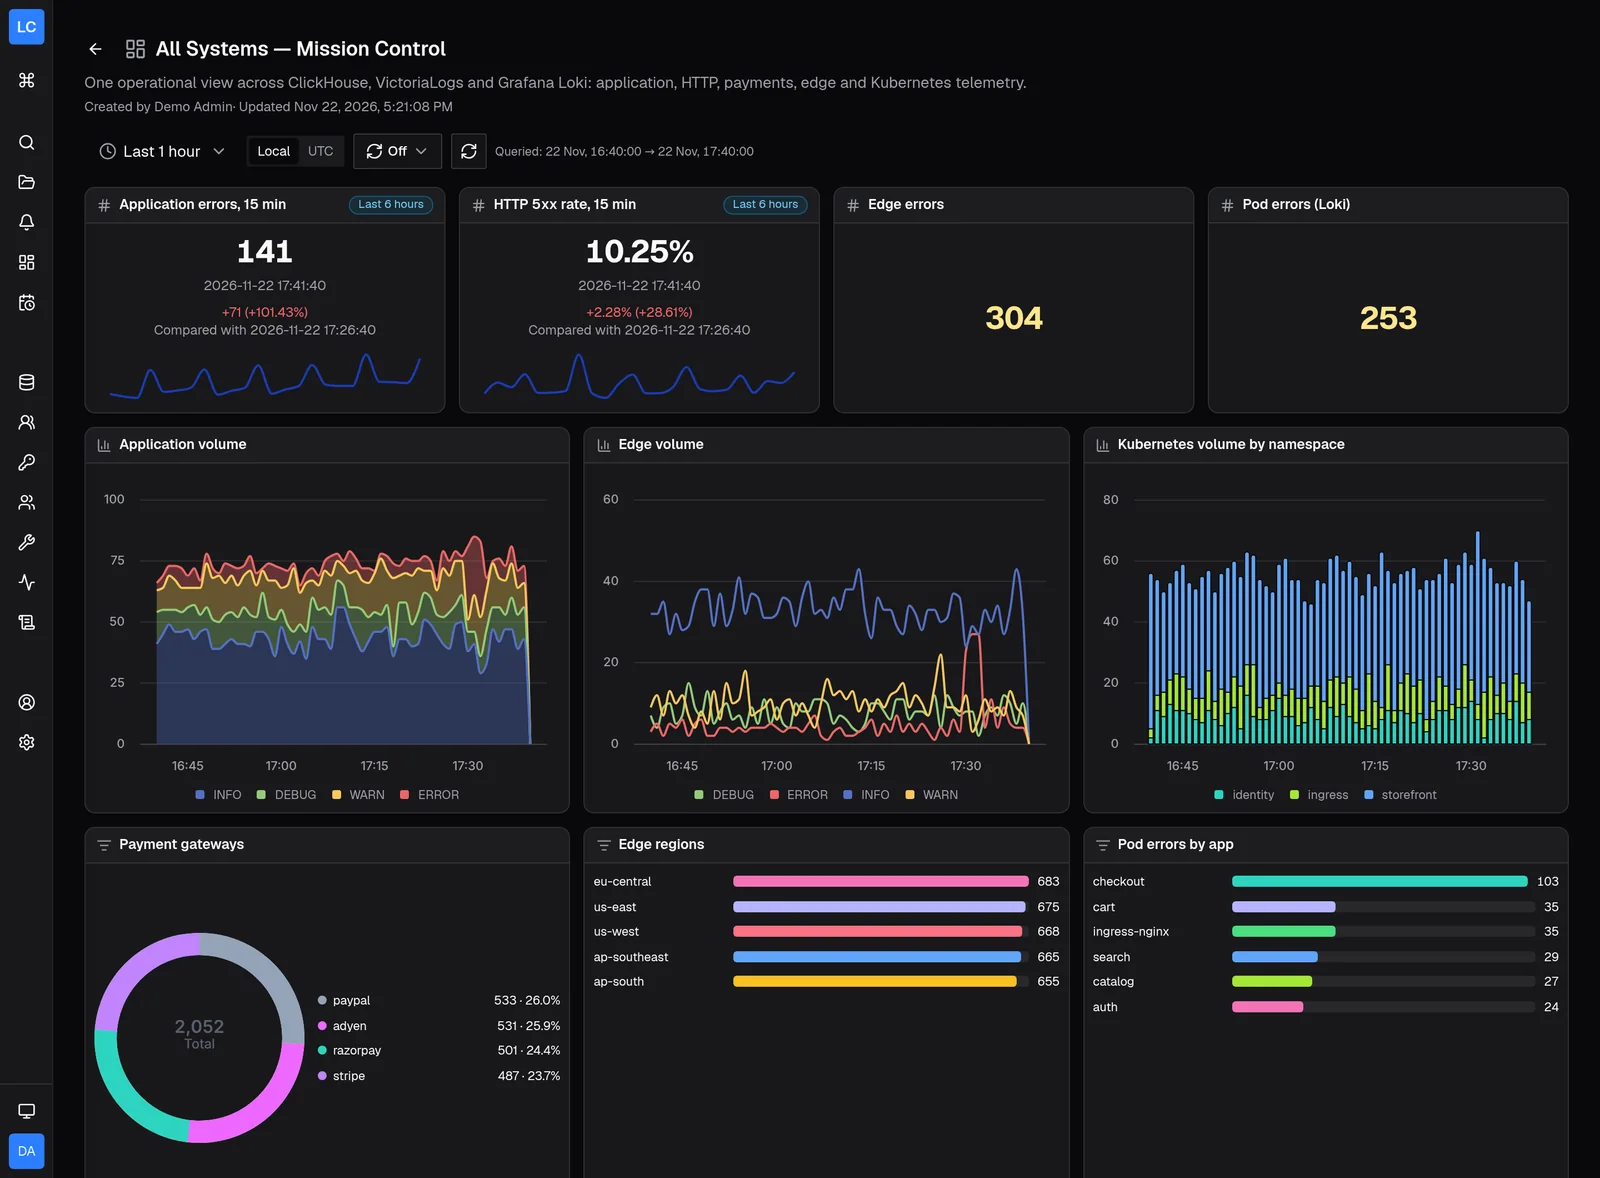 LC
All Systems — Mission Control
One operational view across ClickHouse, VictoriaLogs and Grafana Loki: application, HTTP, payments, edge and Kubernetes telemetry.
Created by Demo Admin· Updated Nov 22, 2026, 5:21:08 PM
Last 1 hour
Local UTC
Off
Queried: 22 Nov, 16:40:00 → 22 Nov, 17:40:00
Application errors, 15 min
Last 6 hours
141
2026-11-22 17:41:40
+71 (+101.43%)
Compared with 2026-11-22 17:26:40
HTTP 5xx rate, 15 min
Last 6 hours
10.25%
2026-11-22 17:41:40
+2.28% (+28.61%)
Compared with 2026-11-22 17:26:40
Edge errors
304
Pod errors (Loki)
253
Application volume
100
75
50
25
0
16:45 17:00 17:15 17:30
INFO DEBUG WARN ERROR
Edge volume
60
40
20
0
16:45 17:00 17:15 17:30
DEBUG ERROR INFO WARN
Kubernetes volume by namespace
80
60
40
20
0
16:45 17:00 17:15 17:30
identity ingress storefront
Payment gateways
2,052
Total
paypal 533 · 26.0%
adyen 531 · 25.9%
razorpay 501 · 24.4%
stripe 487 · 23.7%
Edge regions
eu-central 683
us-east 675
us-west 668
ap-southeast 665
ap-south 655
Pod errors by app
checkout 103
cart 35
ingress-nginx 35
search 29
catalog 27
auth 24
DA